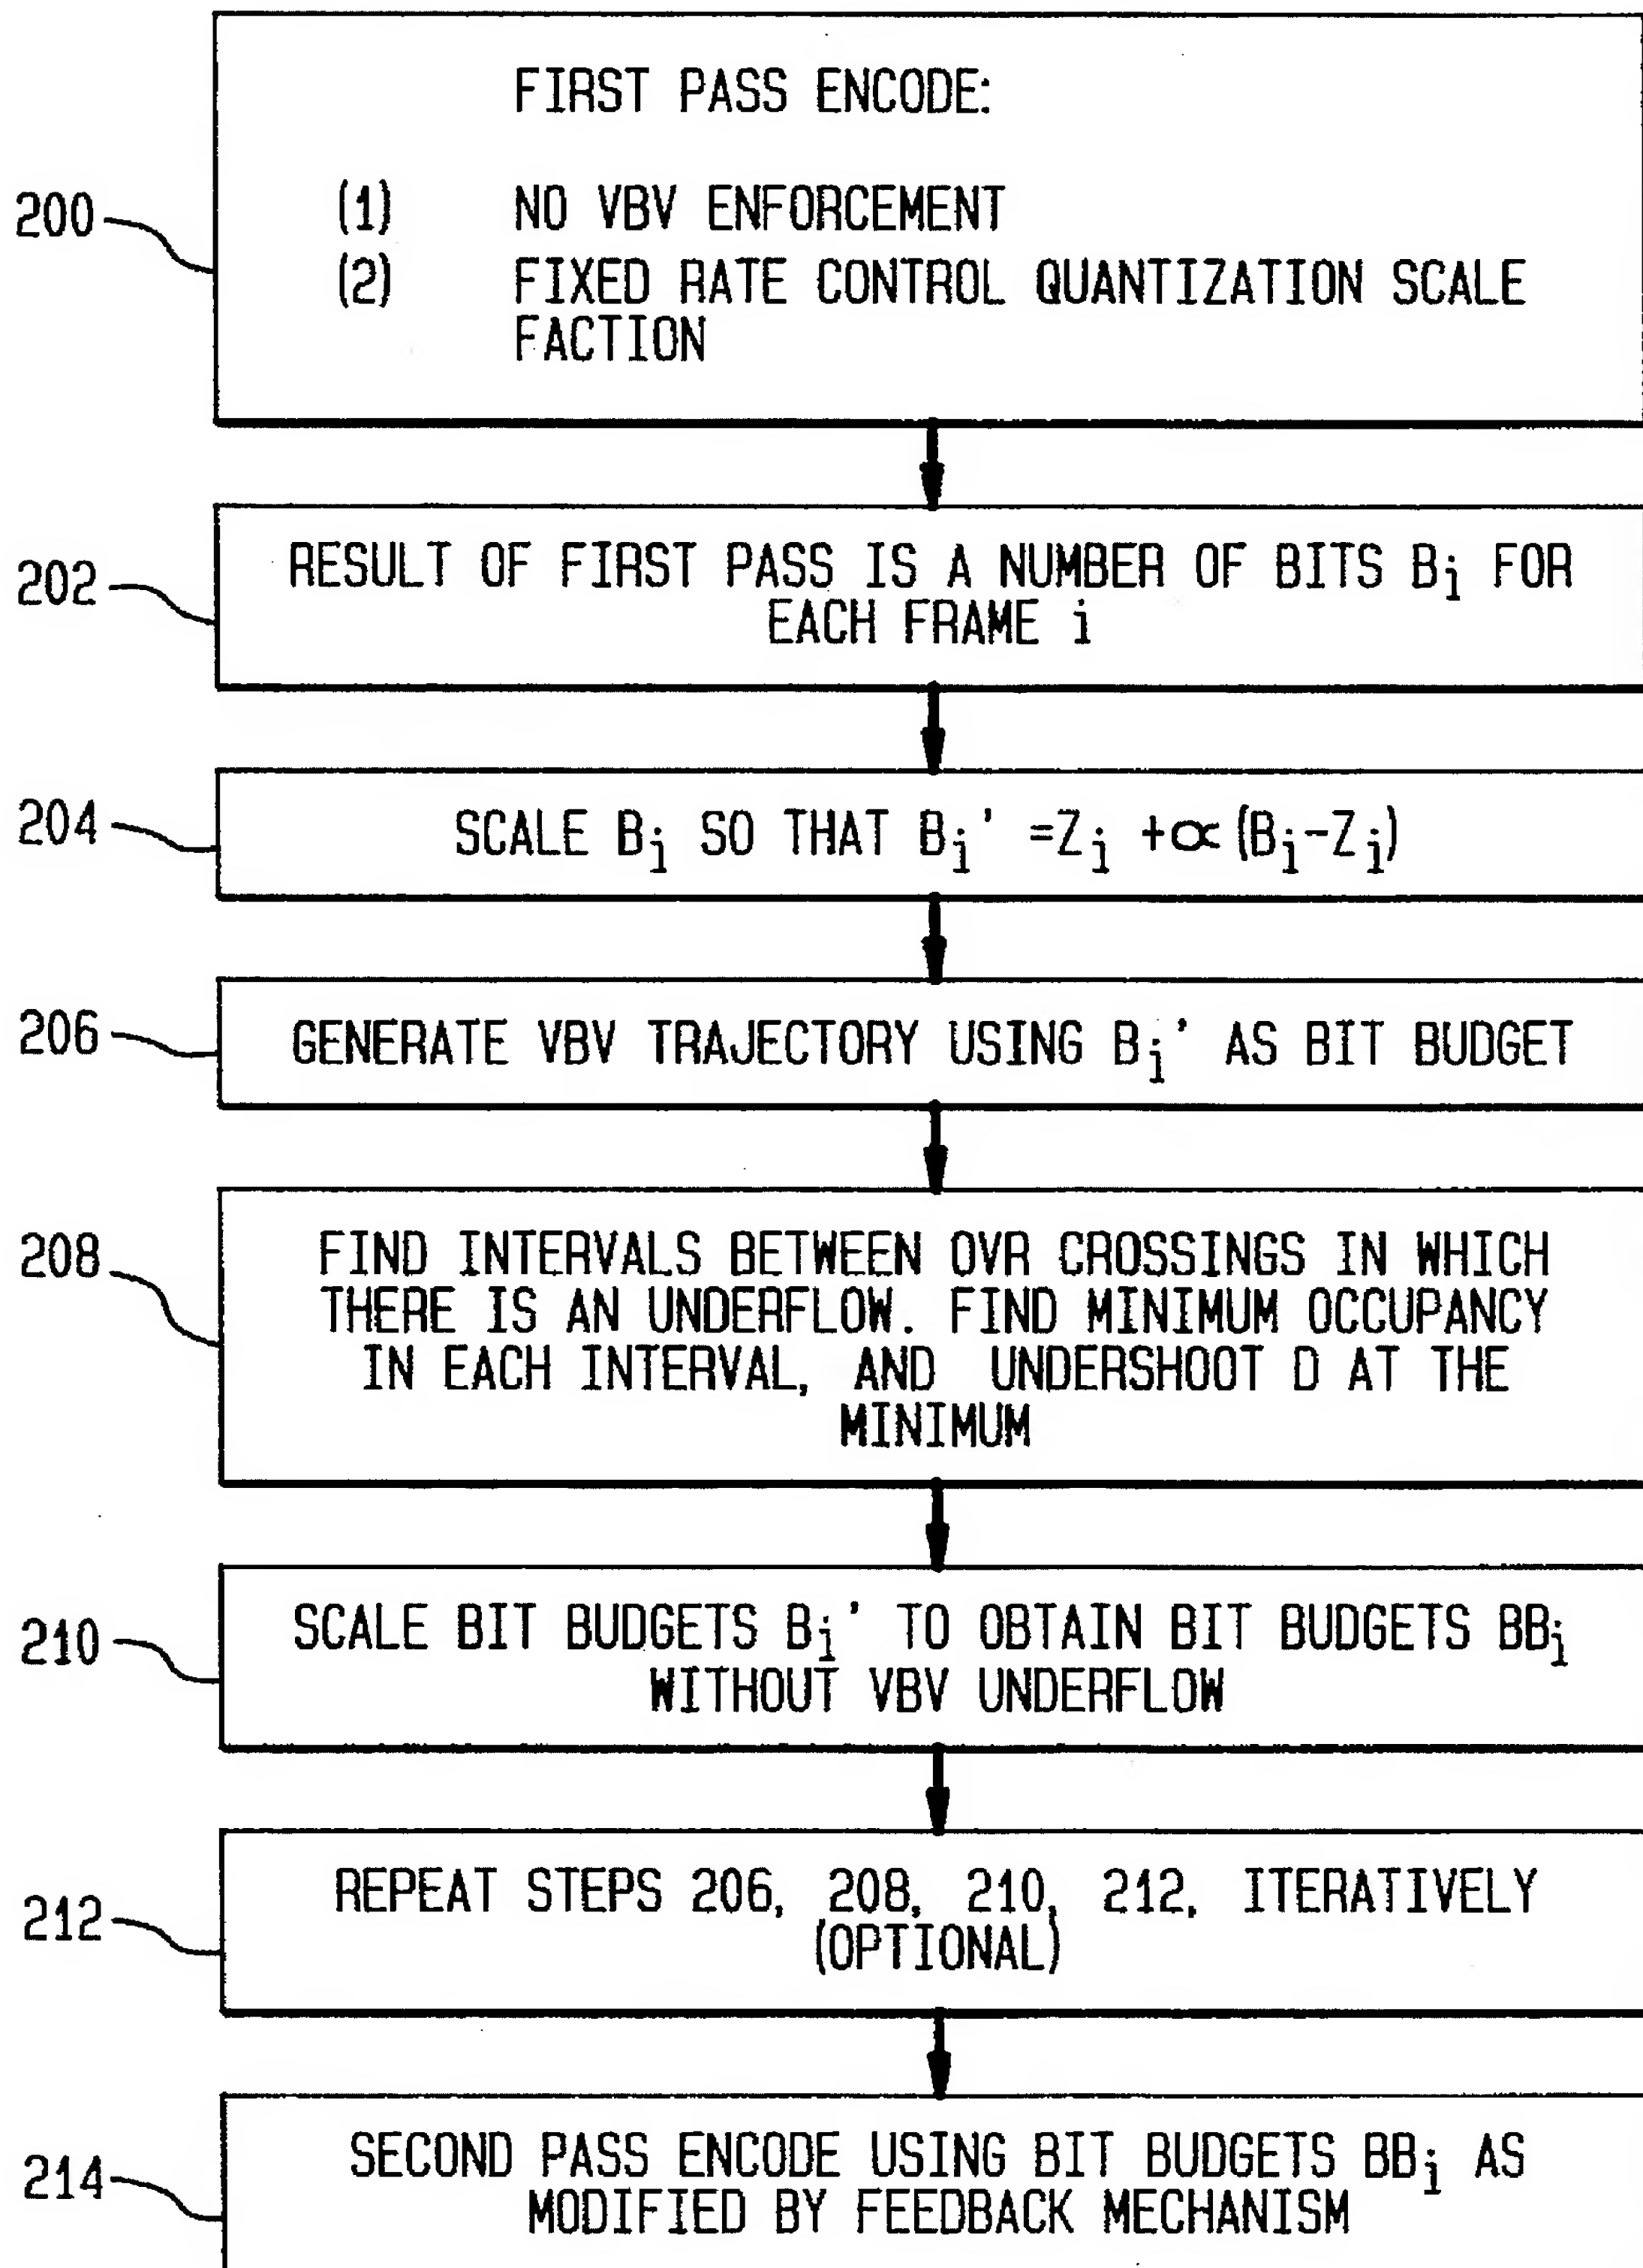 FIRST PASS ENCODE:
200
(1) NO VBV ENFORCEMENT
(2) FIXED RATE CONTROL QUANTIZATION SCALE
FACTION
202
RESULT OF FIRST PASS IS A NUMBER OF BITS Bi FOR
EACH FRAME i
204
SCALE Bi SO THAT Bi' =Zi +∝(Bi-Zi)
206
GENERATE VBV TRAJECTORY USING Bi' AS BIT BUDGET
208
FIND INTERVALS BETWEEN OVR CROSSINGS IN WHICH
THERE IS AN UNDERFLOW. FIND MINIMUM OCCUPANCY
IN EACH INTERVAL, AND UNDERSHOOT D AT THE
MINIMUM
210
SCALE BIT BUDGETS Bi' TO OBTAIN BIT BUDGETS BBi
WITHOUT VBV UNDERFLOW
212
REPEAT STEPS 206, 208, 210, 212, ITERATIVELY
(OPTIONAL)
214
SECOND PASS ENCODE USING BIT BUDGETS BBi AS
MODIFIED BY FEEDBACK MECHANISM